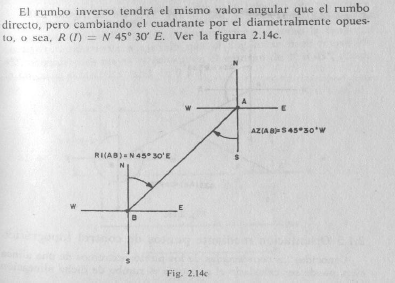 El rumbo inverso tendrá el mismo valor angular que el rumbo
directo, pero cambiando el cuadrante por el diametralmente opues-
to, o sea, R (I) = N 45° 30' E. Ver la figura 2.14c.
N
W
A
E
AZ(AB)=S45°30'W
S
RI(AB)=N45°30'E
N
W
B
E
S
Fig. 2.14c